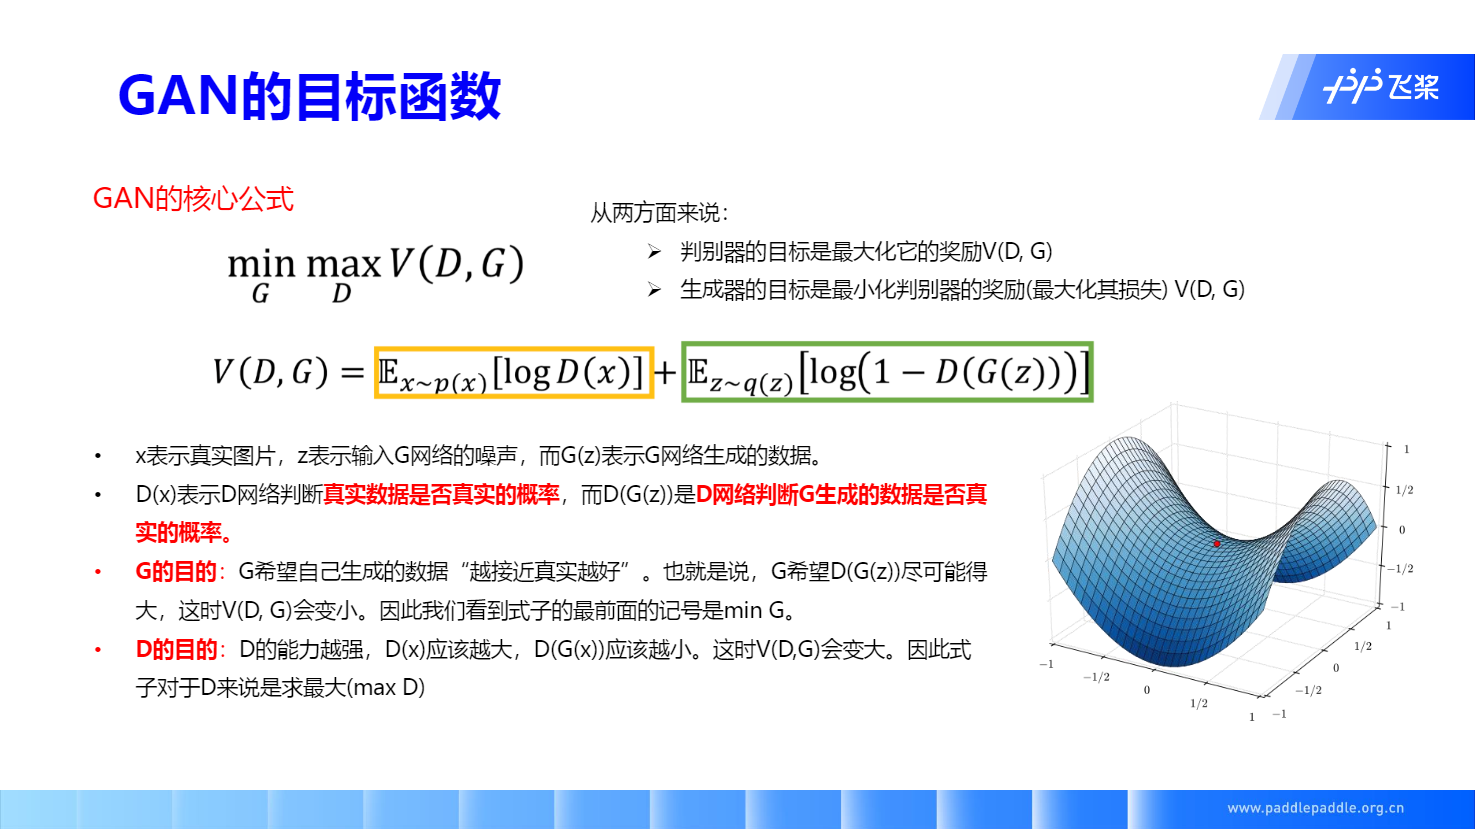 GAN的目标函数
飞桨
GAN的核心公式
min max V(D, G)
G D
从两方面来说：
➢ 判别器的目标是最大化它的奖励V(D, G)
➢ 生成器的目标是最小化判别器的奖励(最大化其损失) V(D, G)
V(D, G) = 𝔼x~p(x)[log D(x)] + 𝔼z~q(z)[log(1 − D(G(z)))]
• x表示真实图片，z表示输入G网络的噪声，而G(z)表示G网络生成的数据。
• D(x)表示D网络判断真实数据是否真实的概率，而D(G(z))是D网络判断G生成的数据是否真
实的概率。
• G的目的：G希望自己生成的数据“越接近真实越好”。也就是说，G希望D(G(z))尽可能得
大，这时V(D, G)会变小。因此我们看到式子的最前面的记号是min G。
• D的目的：D的能力越强，D(x)应该越大，D(G(x))应该越小。这时V(D,G)会变大。因此式
子对于D来说是求最大(max D)
1
1/2
0
−1/2
−1
1
1/2
0
−1/2
−1
−1
−1/2
0
1/2
1
www.paddlepaddle.org.cn